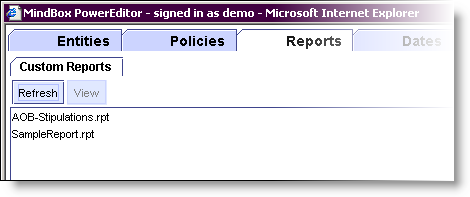 MindBox PowerEditor - signed in as demo - Microsoft Internet Explorer
Entities Policies Reports Dates
Custom Reports
Refresh View
AOB-Stipulations.rpt
SampleReport.rpt